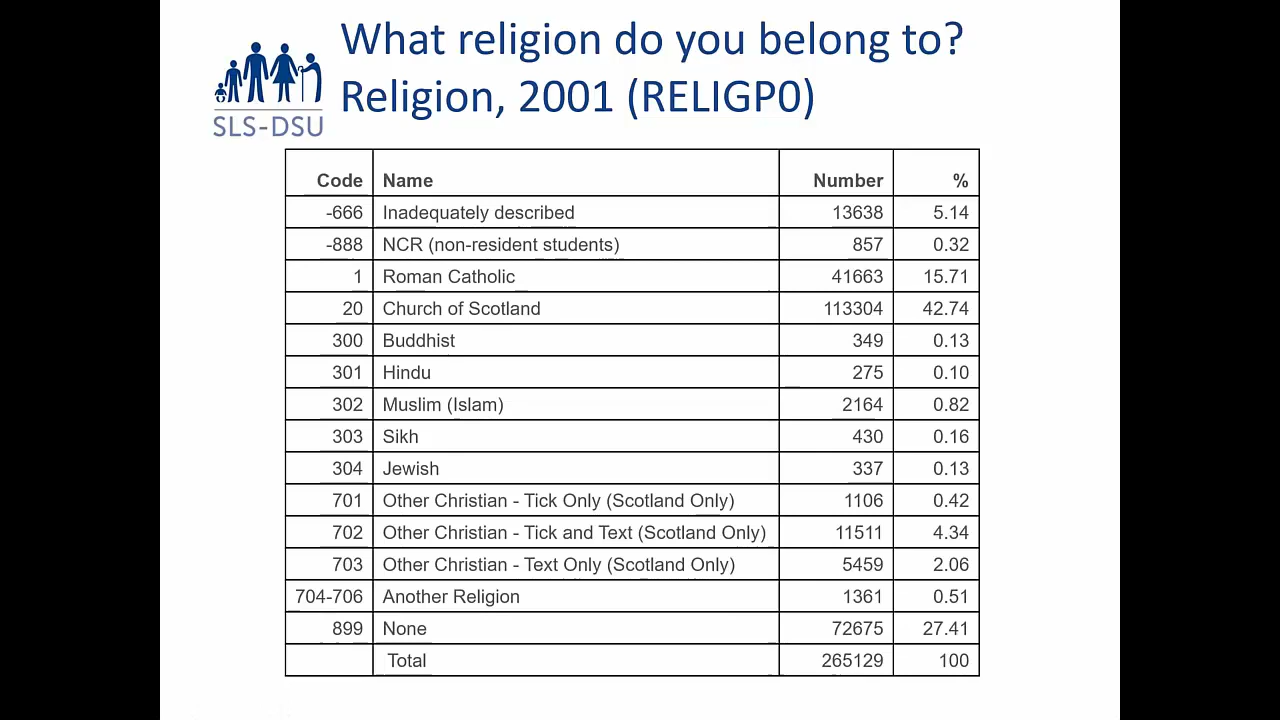 What religion do you belong to?
Religion, 2001 (RELIGP0)
SLS-DSU
Code Name Number %
-666 Inadequately described 13638 5.14
-888 NCR (non-resident students) 857 0.32
1 Roman Catholic 41663 15.71
20 Church of Scotland 113304 42.74
300 Buddhist 349 0.13
301 Hindu 275 0.10
302 Muslim (Islam) 2164 0.82
303 Sikh 430 0.16
304 Jewish 337 0.13
701 Other Christian - Tick Only (Scotland Only) 1106 0.42
702 Other Christian - Tick and Text (Scotland Only) 11511 4.34
703 Other Christian - Text Only (Scotland Only) 5459 2.06
704-706 Another Religion 1361 0.51
899 None 72675 27.41
Total 265129 100